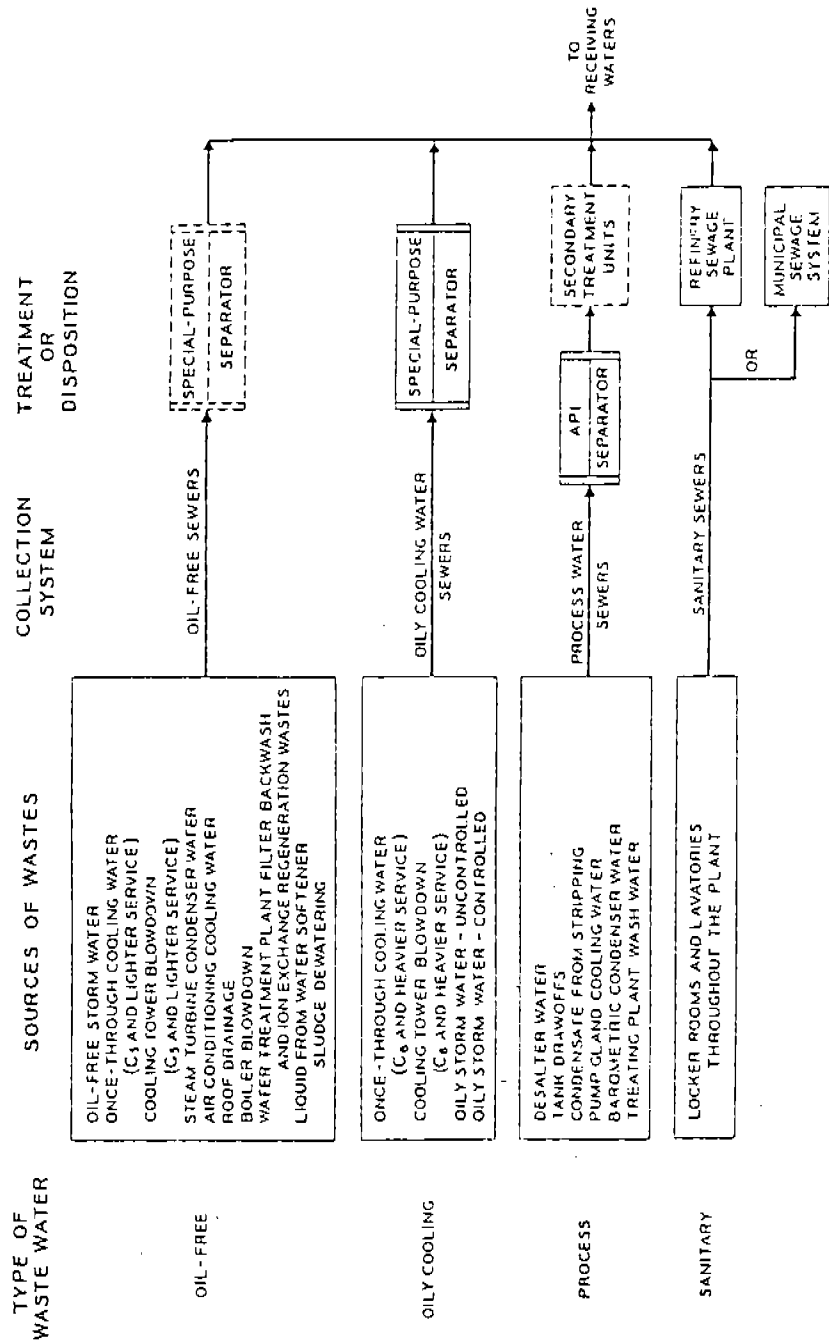 TYPE OF
WASTE WATER
SOURCES OF WASTES
COLLECTION
SYSTEM
TREATMENT
OR
DISPOSITION
OIL-FREE
OIL-FREE STORM WATER
ONCE-THROUGH COOLING WATER
(C₅ AND LIGHTER SERVICE)
COOLING TOWER BLOWDOWN
(C₅ AND LIGHTER SERVICE)
STEAM TURBINE CONDENSER WATER
AIR CONDITIONING COOLING WATER
ROOF DRAINAGE
BOILER BLOWDOWN
WATER TREATMENT PLANT FILTER BACKWASH
AND ION EXCHANGE REGENERATION WASTES
LIQUID FROM WATER SOFTENER
SLUDGE DEWATERING
OIL-FREE SEWERS
SPECIAL-PURPOSE
SEPARATOR
OILY COOLING
ONCE-THROUGH COOLING WATER
(C₆ AND HEAVIER SERVICE)
COOLING TOWER BLOWDOWN
(C₆ AND HEAVIER SERVICE)
OILY STORM WATER - UNCONTROLLED
OILY STORM WATER - CONTROLLED
OILY COOLING WATER
SEWERS
SPECIAL-PURPOSE
SEPARATOR
PROCESS
DESALTER WATER
TANK DRAWOFFS
CONDENSATE FROM STRIPPING
PUMP GLAND COOLING WATER
BAROMETRIC CONDENSER WATER
TREATING PLANT WASH WATER
PROCESS WATER
SEWERS
API
SEPARATOR
SECONDARY
TREATMENT
UNITS
TO
RECEIVING
WATERS
SANITARY
LOCKER ROOMS AND LAVATORIES
THROUGHOUT THE PLANT
SANITARY SEWERS
REFINERY
SEWAGE
PLANT
OR
MUNICIPAL
SEWAGE
SYSTEM